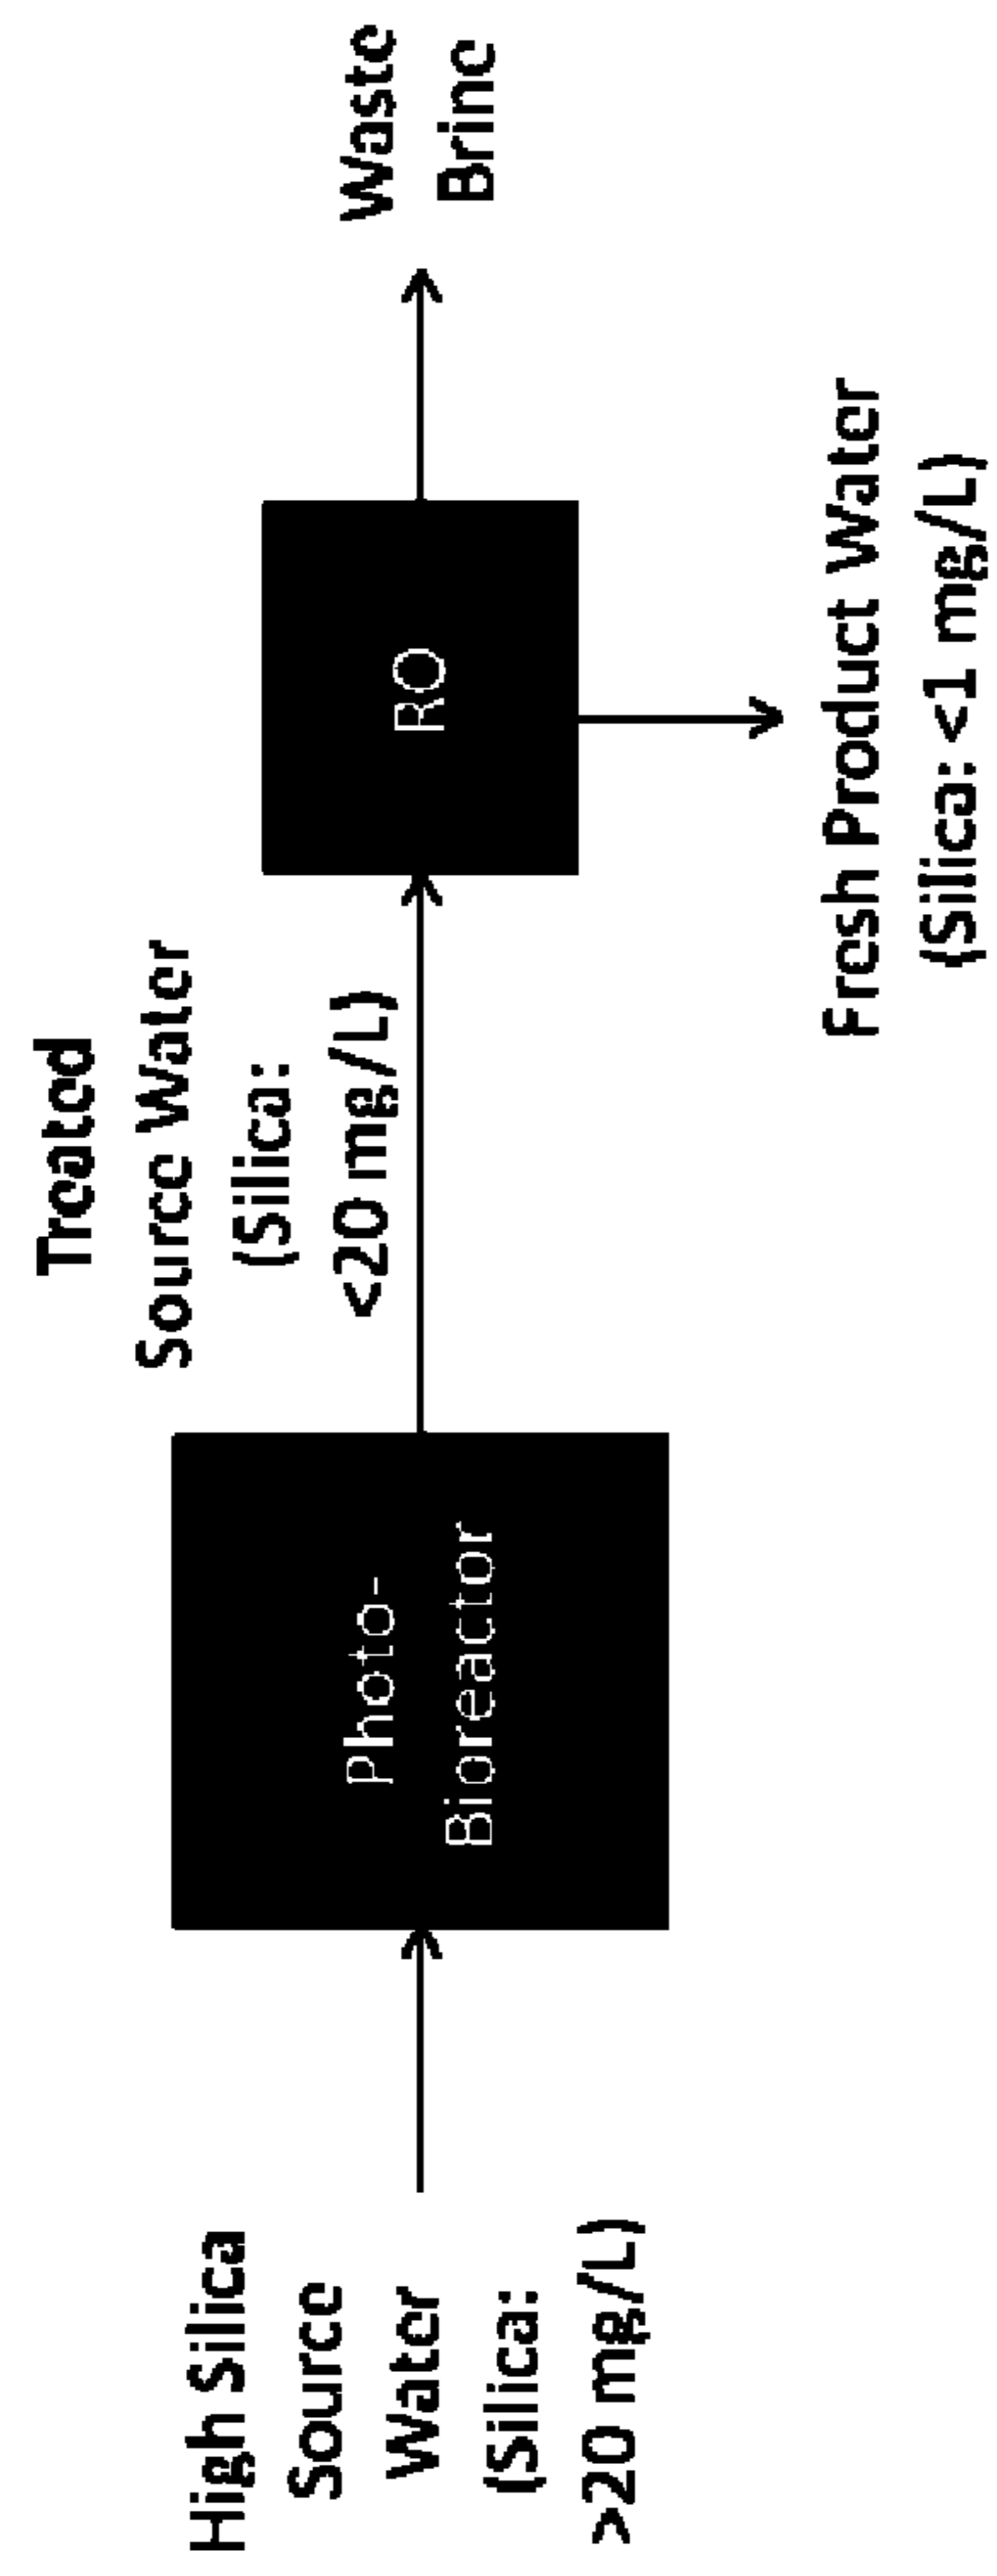 High Silica
Source
Water
(Silica:
>20 mg/L)
Photo-
Bioreactor
Treated
Source Water
(Silica:
<20 mg/L)
RO
Waste
Brine
Fresh Product Water
(Silica: <1 mg/L)